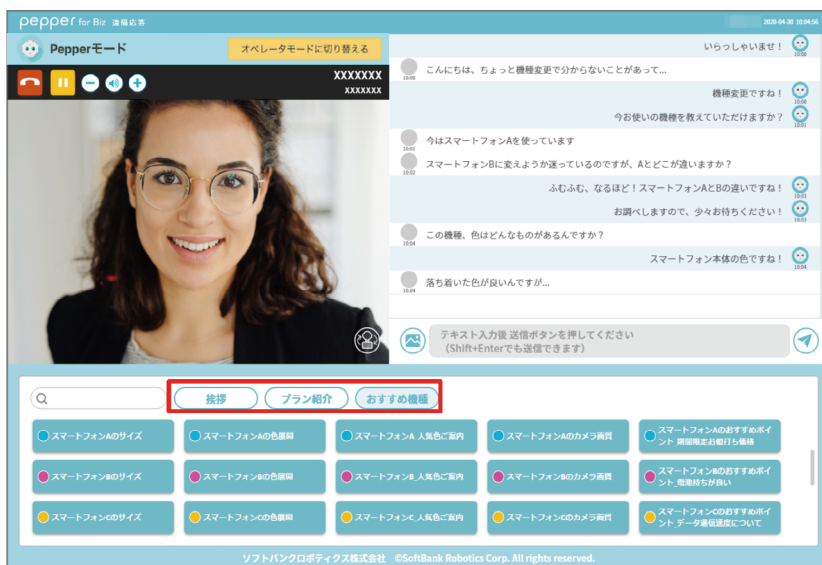 pepper for Biz 遠隔応答
2020-04-30 10:04:56
Pepperモード
オペレータモードに切り替える
XXXXXXX
XXXXXXX
いらっしゃいませ！
10:00
こんにちは、ちょっと機種変更で分からないことがあって...
10:00
機種変更ですね！
10:00
今お使いの機種を教えていただけますか？
10:01
今はスマートフォンAを使っています
10:01
スマートフォンBに変えようか迷っているのですが、Aとどこが違いますか？
10:02
ふむふむ、なるほど！スマートフォンAとBの違いですね！
10:03
お調べしますので、少々お待ちください！
10:03
この機種、色はどんなものがあるんですか？
10:04
スマートフォン本体の色ですね！
10:04
落ち着いた色が良いんですが...
10:04
テキスト入力後 送信ボタンを押してください
（Shift+Enterでも送信できます）
挨拶
プラン紹介
おすすめ機種
スマートフォンAのサイズ
スマートフォンAの色展開
スマートフォンA_人気色ご案内
スマートフォンAのカメラ画質
スマートフォンAのおすすめポイ
ント_期間限定お値打ち価格
スマートフォンBのサイズ
スマートフォンBの色展開
スマートフォンB_人気色ご案内
スマートフォンBのカメラ画質
スマートフォンBのおすすめポイ
ント_電池持ちが良い
スマートフォンCのサイズ
スマートフォンCの色展開
スマートフォンC_人気色ご案内
スマートフォンCのカメラ画質
スマートフォンCのおすすめポイ
ント_データ通信速度について
ソフトバンクロボティクス株式会社 ©SoftBank Robotics Corp. All rights reserved.